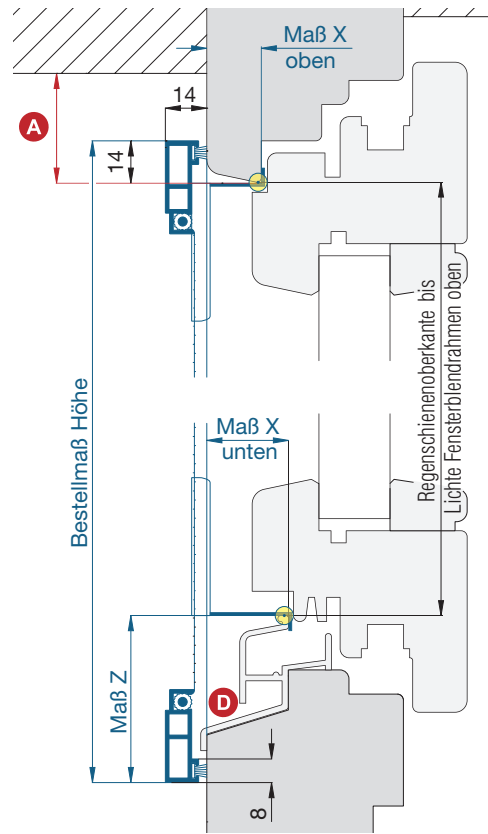 Maß X
oben
14
A
14
Bestellmaß Höhe
Regenschienenoberkante bis
Lichte Fensterblendrahmen oben
Maß X
unten
Maß Z
D
8